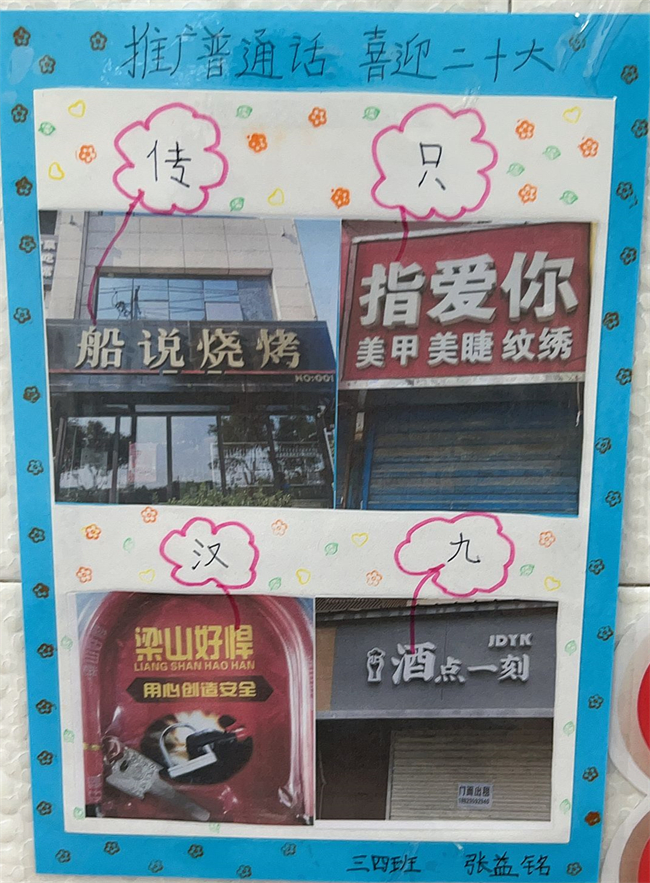 推广普通话 喜迎二十大
传
只
船说烧烤
NO:001
指爱你
美甲 美睫 纹绣
汉
九
梁山好悍
LIANG SHAN HAO HAN
用心创造安全
JDYK
酒点一刻
门面出租
三四班 张益铭